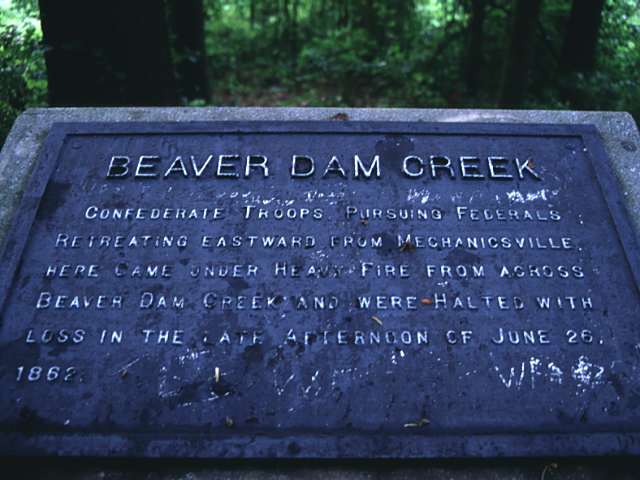 BEAVER DAM CREEK
CONFEDERATE TROOPS, PURSUING FEDERALS
RETREATING EASTWARD FROM MECHANICSVILLE,
HERE CAME UNDER HEAVY FIRE FROM ACROSS
BEAVER DAM CREEK AND WERE HALTED WITH
LOSS IN THE LATE AFTERNOON OF JUNE 26,
1862.